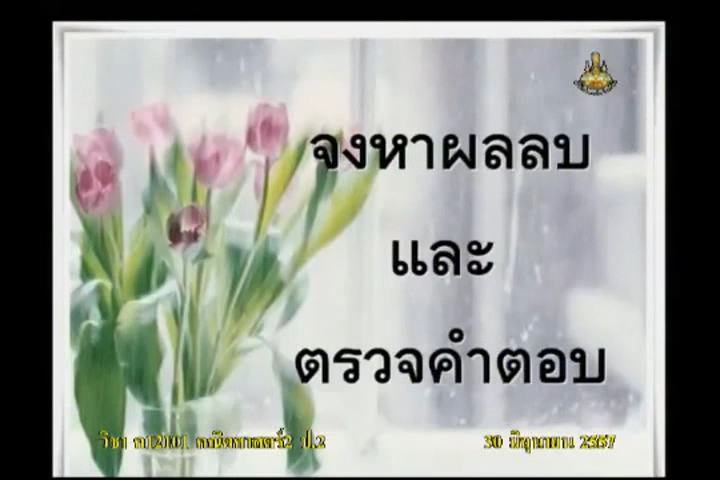 จงหาผลลบ
และ
ตรวจคำตอบ
วิชา ค12101 คณิตศาสตร์2 ป.2
30 มิถุนายน 2557